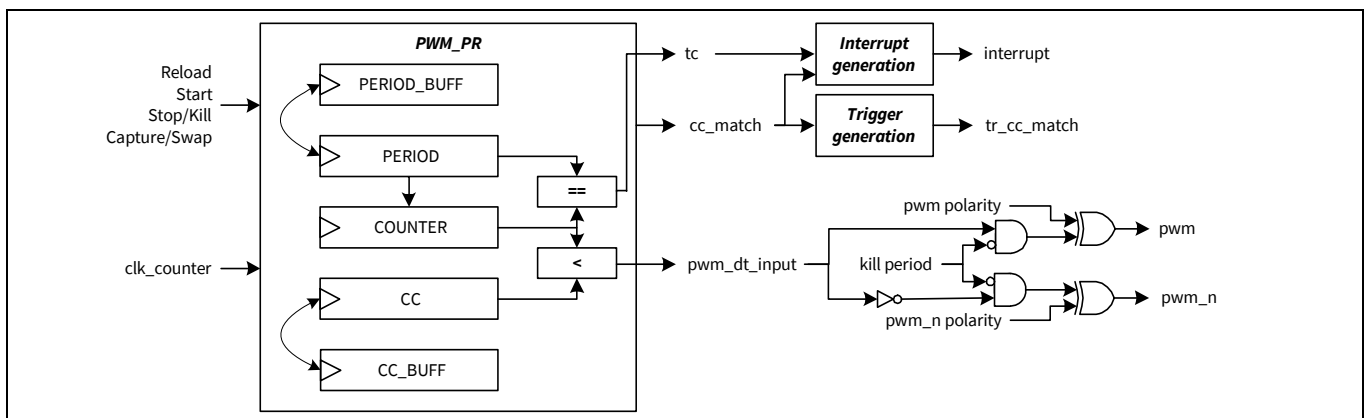 PWM_PR
Reload
Start
Stop/Kill
Capture/Swap
clk_counter
PERIOD_BUFF
PERIOD
COUNTER
CC
CC_BUFF
==
<
tc
cc_match
Interrupt
generation
interrupt
Trigger
generation
tr_cc_match
pwm_dt_input
pwm polarity
kill period
pwm_n polarity
pwm
pwm_n